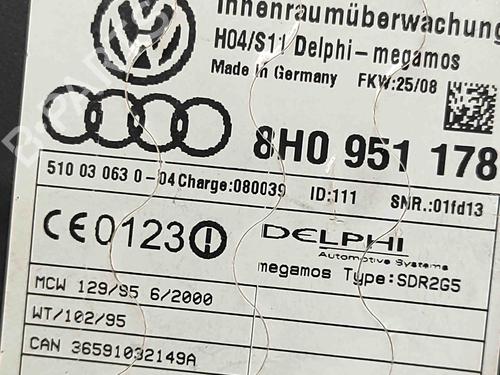 Innenraumüberwachung
H04/S11 Delphi-megamos
Made in Germany FKW:25/08
8H0 951 178
510 03 063 0-04 Charge:080039 ID:111 SNR.:01fd13
CE0123
DELPHI
Automotive Systems
megamos Type:SDR2G5
MCW 129/95 6/2000
WT/102/95
CAN 36591032149A